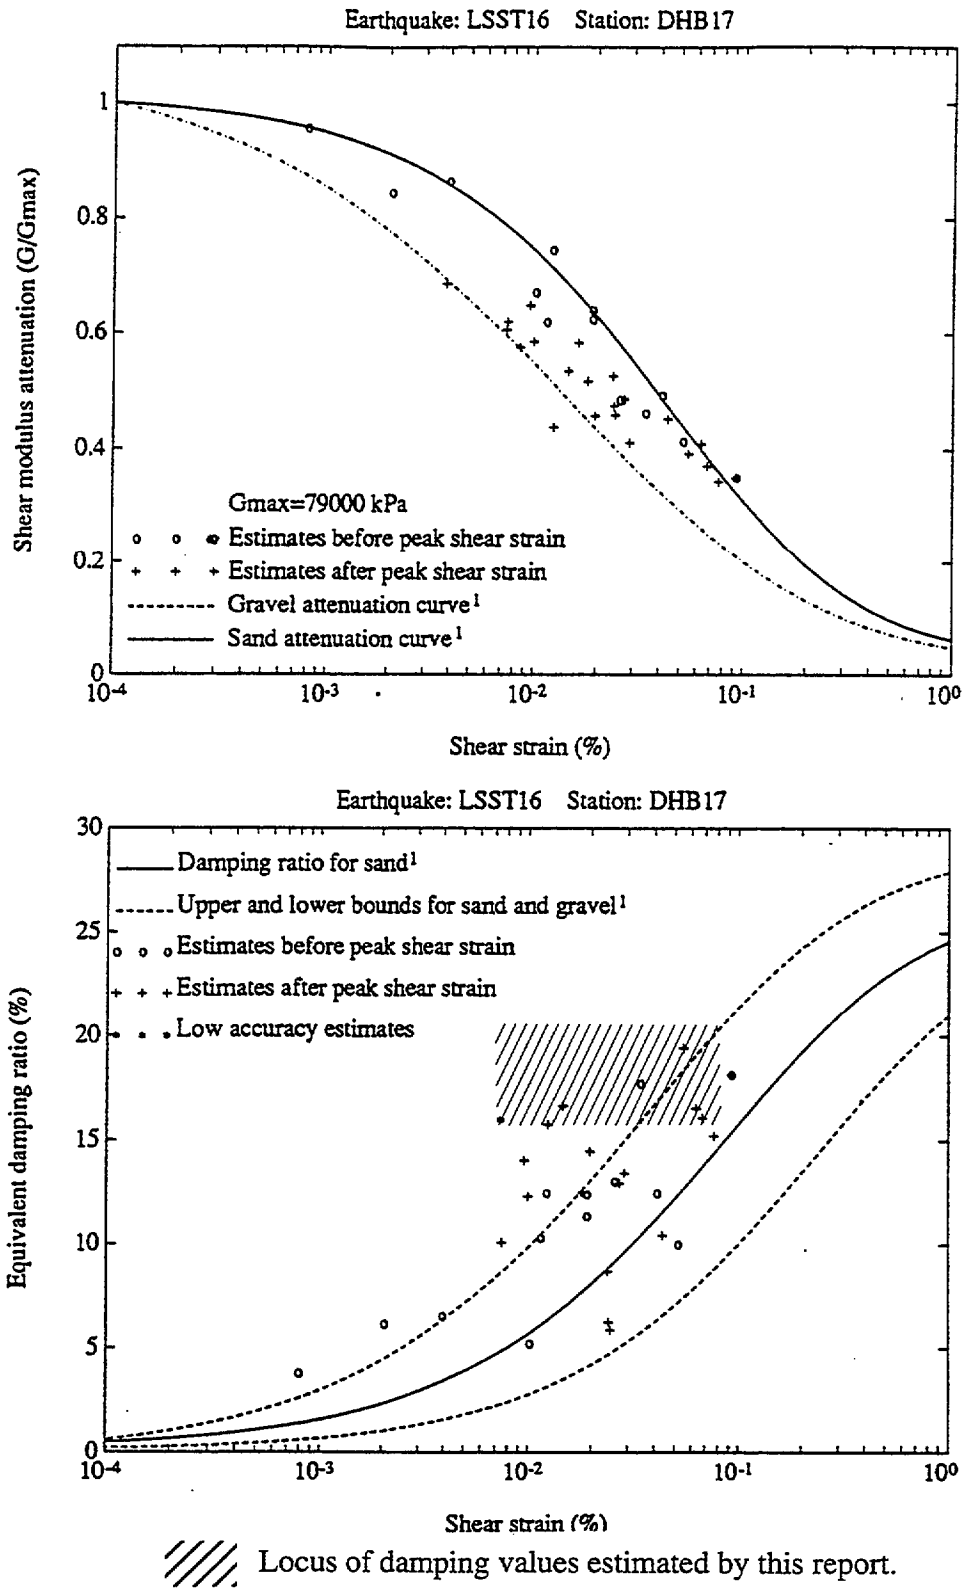 Earthquake: LSST16 Station: DHB17
1
0.8
0.6
0.4
0.2
0
Shear modulus attenuation (G/Gmax)
Gmax=79000 kPa
Estimates before peak shear strain
Estimates after peak shear strain
Gravel attenuation curve¹
Sand attenuation curve¹
10⁻⁴ 10⁻³ 10⁻² 10⁻¹ 10⁰
Shear strain (%)
Earthquake: LSST16 Station: DHB17
30
25
20
15
10
5
0
Equivalent damping ratio (%)
Damping ratio for sand¹
Upper and lower bounds for sand and gravel¹
Estimates before peak shear strain
Estimates after peak shear strain
Low accuracy estimates
10⁻⁴ 10⁻³ 10⁻² 10⁻¹ 10⁰
Shear strain (%)
Locus of damping values estimated by this report.